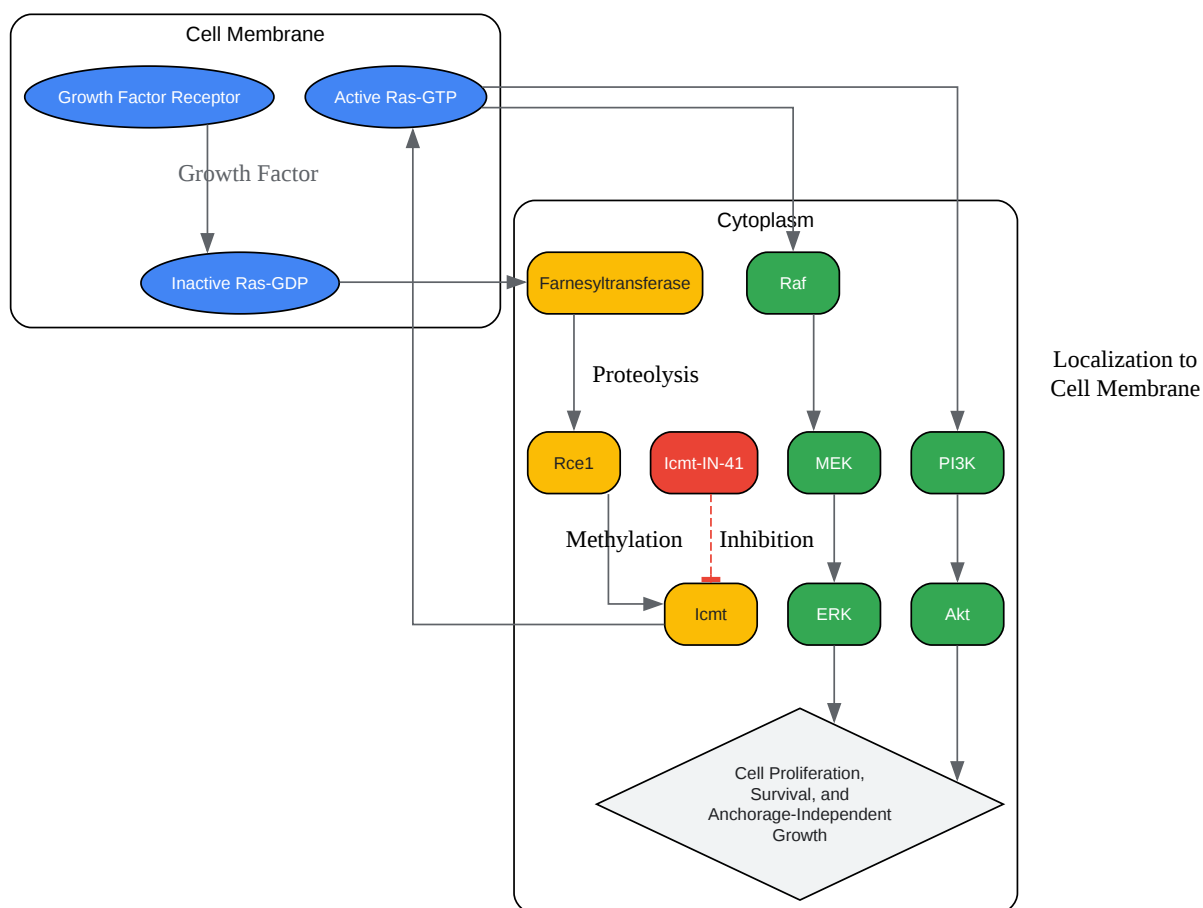 Cell Membrane
Growth Factor Receptor
Active Ras-GTP
Growth Factor
Inactive Ras-GDP
Cytoplasm
Farnesyltransferase
Raf
Proteolysis
Localization to
Cell Membrane
Rce1
Icmt-IN-41
MEK
PI3K
Methylation
Inhibition
Icmt
ERK
Akt
Cell Proliferation,
Survival, and
Anchorage-Independent
Growth